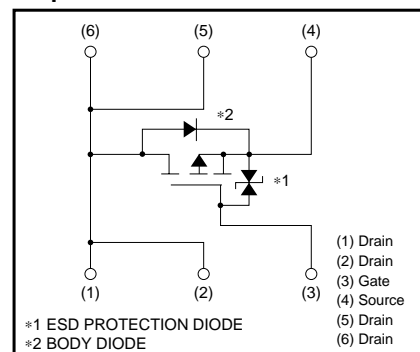 (6) (5) (4)
∗2
∗1
(1) (2) (3)
(1) Drain
(2) Drain
(3) Gate
(4) Source
(5) Drain
(6) Drain
∗1 ESD PROTECTION DIODE
∗2 BODY DIODE